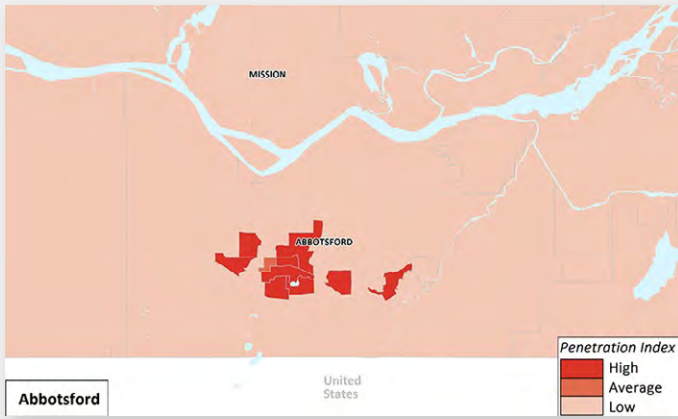 MISSION
ABBOTSFORD
Penetration Index
High
Average
Low
United
States
Abbotsford